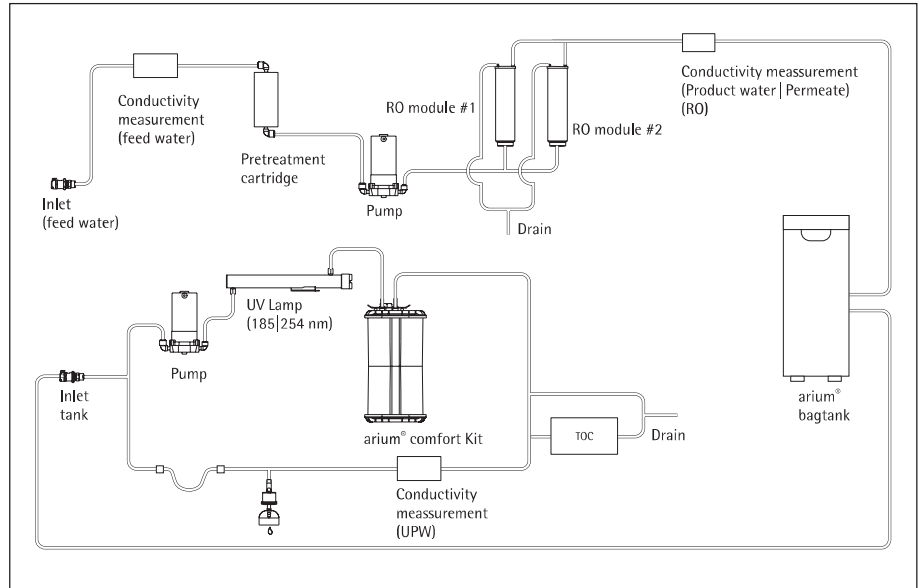 Inlet
(feed water)
Conductivity
measurement
(feed water)
Pretreatment
cartridge
Pump
RO module #1
RO module #2
Drain
Conductivity meassurement
(Product water|Permeate)
(RO)
arium®
bagtank
Inlet
tank
Pump
UV Lamp
(185|254 nm)
arium® comfort Kit
TOC
Drain
Conductivity
meassurement
(UPW)